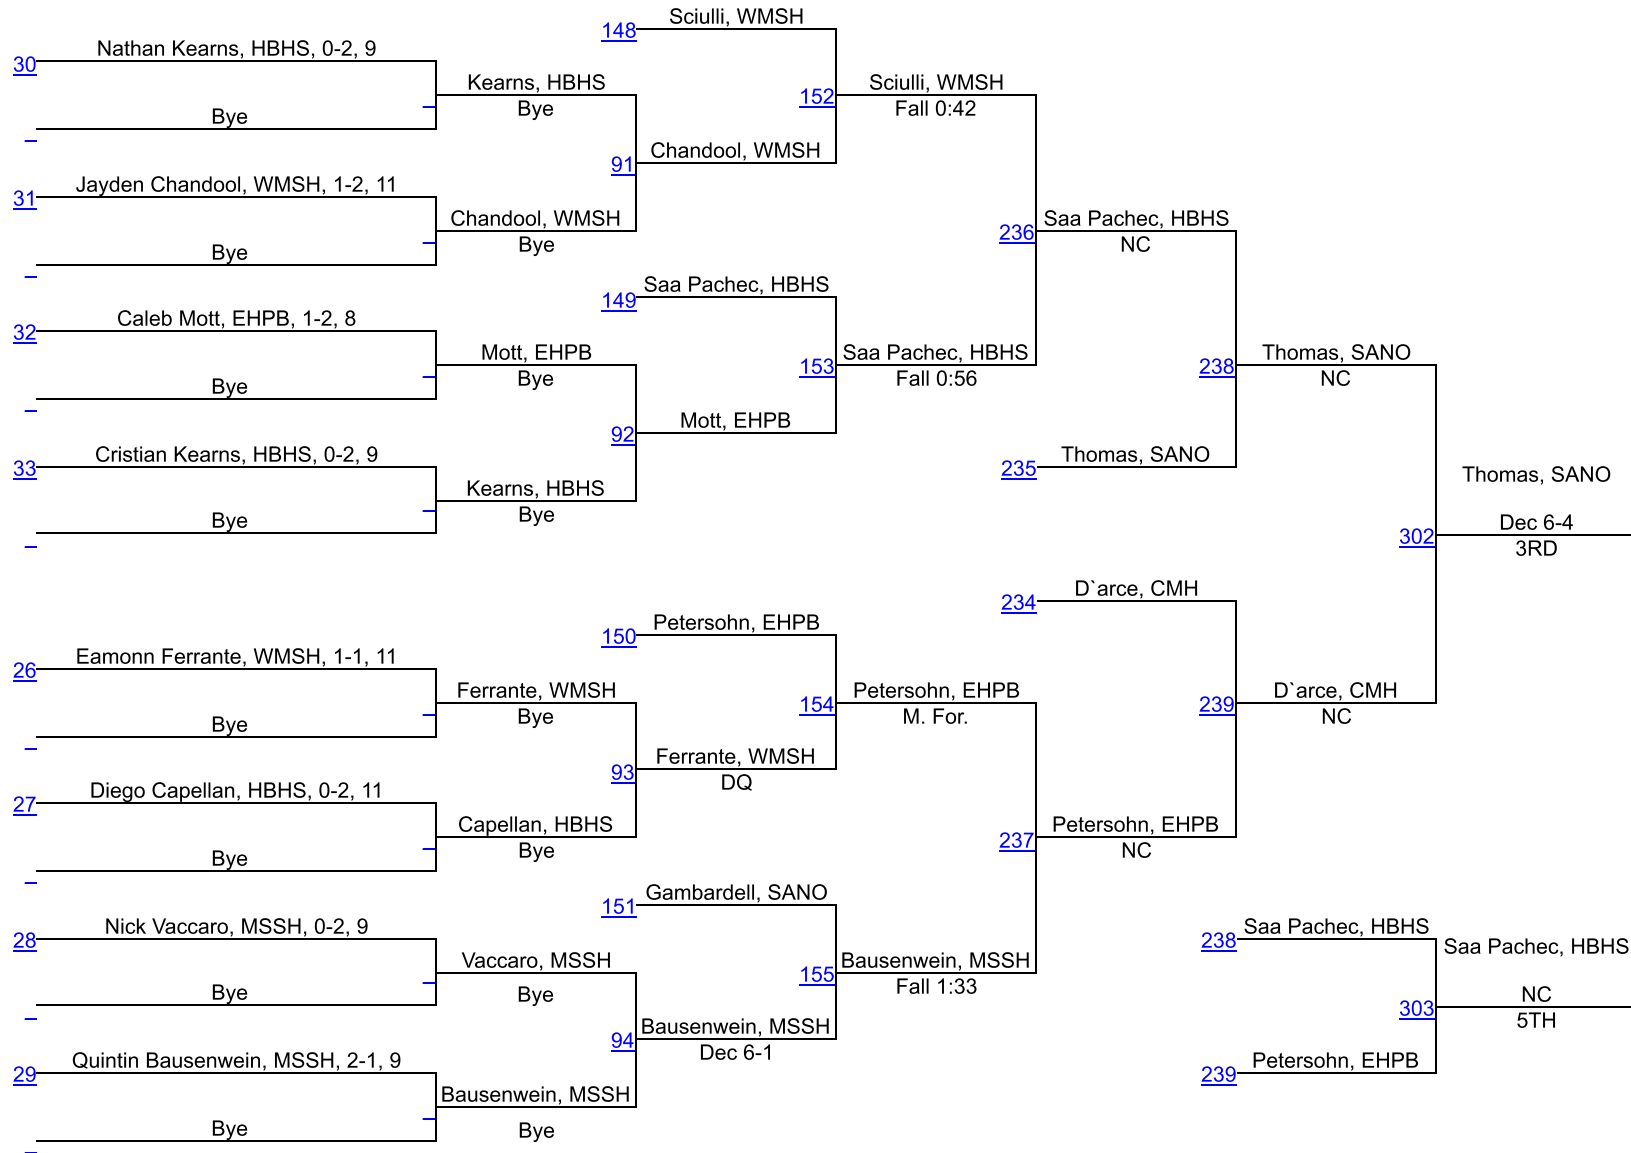 Sciulli, WMSH
148
Nathan Kearns, HBHS, 0-2, 9
30
Kearns, HBHS
Bye
Bye
152
Sciulli, WMSH
Fall 0:42
91
Chandool, WMSH
Jayden Chandool, WMSH, 1-2, 11
31
Chandool, WMSH
Bye
Bye
236
Saa Pachec, HBHS
NC
Saa Pachec, HBHS
149
Caleb Mott, EHPB, 1-2, 8
32
Mott, EHPB
Bye
Bye
153
Saa Pachec, HBHS
Fall 0:56
238
Thomas, SANO
NC
92
Mott, EHPB
Cristian Kearns, HBHS, 0-2, 9
33
Kearns, HBHS
Bye
Bye
235
Thomas, SANO
Thomas, SANO
302
Dec 6-4
3RD
234
D`arce, CMH
Petersohn, EHPB
150
Eamonn Ferrante, WMSH, 1-1, 11
26
Ferrante, WMSH
Bye
Bye
154
Petersohn, EHPB
M. For.
239
D`arce, CMH
NC
93
Ferrante, WMSH
DQ
Diego Capellan, HBHS, 0-2, 11
27
Capellan, HBHS
Bye
Bye
237
Petersohn, EHPB
NC
Gambardell, SANO
151
Nick Vaccaro, MSSH, 0-2, 9
28
Vaccaro, MSSH
Bye
Bye
155
Bausenwein, MSSH
Fall 1:33
94
Bausenwein, MSSH
Dec 6-1
Quintin Bausenwein, MSSH, 2-1, 9
29
Bausenwein, MSSH
Bye
Bye
238
Saa Pachec, HBHS
Saa Pachec, HBHS
303
NC
5TH
239
Petersohn, EHPB